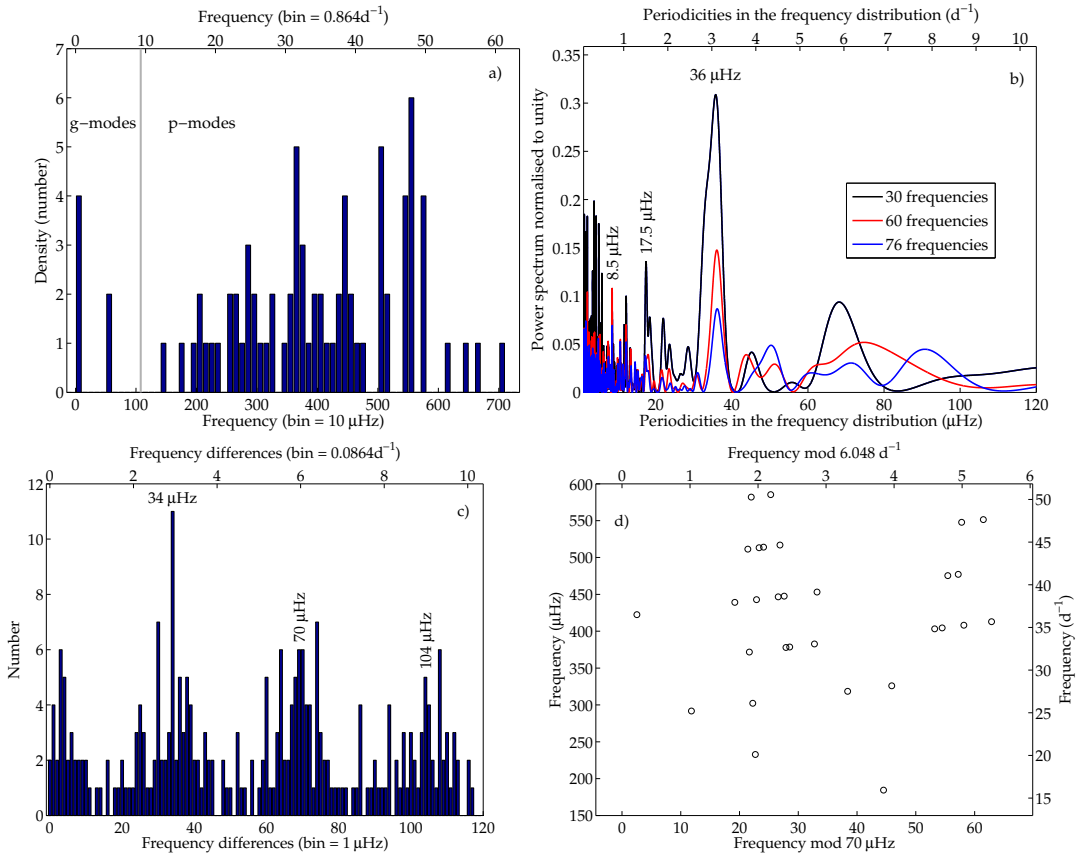 Frequency (bin = 0.864d⁻¹)
0 10 20 30 40 50 60
a)
g−modes p−modes
Density (number)
7
6
5
4
3
2
1
0
0 100 200 300 400 500 600 700
Frequency (bin = 10 μHz)
Periodicities in the frequency distribution (d⁻¹)
1 2 3 4 5 6 7 8 9 10
b)
36 μHz
17.5 μHz
8.5 μHz
30 frequencies
60 frequencies
76 frequencies
Power spectrum normalised to unity
0.35
0.3
0.25
0.2
0.15
0.1
0.05
0
20 40 60 80 100 120
Periodicities in the frequency distribution (μHz)
Frequency differences (bin = 0.0864d⁻¹)
0 2 4 6 8 10
c)
34 μHz
70 μHz
104 μHz
Number
12
10
8
6
4
2
0
0 20 40 60 80 100 120
Frequency differences (bin = 1 μHz)
Frequency mod 6.048 d⁻¹
0 1 2 3 4 5 6
d)
Frequency (μHz)
600
550
500
450
400
350
300
250
200
150
50
45
40
35
30
25
20
15
Frequency (d⁻¹)
0 10 20 30 40 50 60
Frequency mod 70 μHz